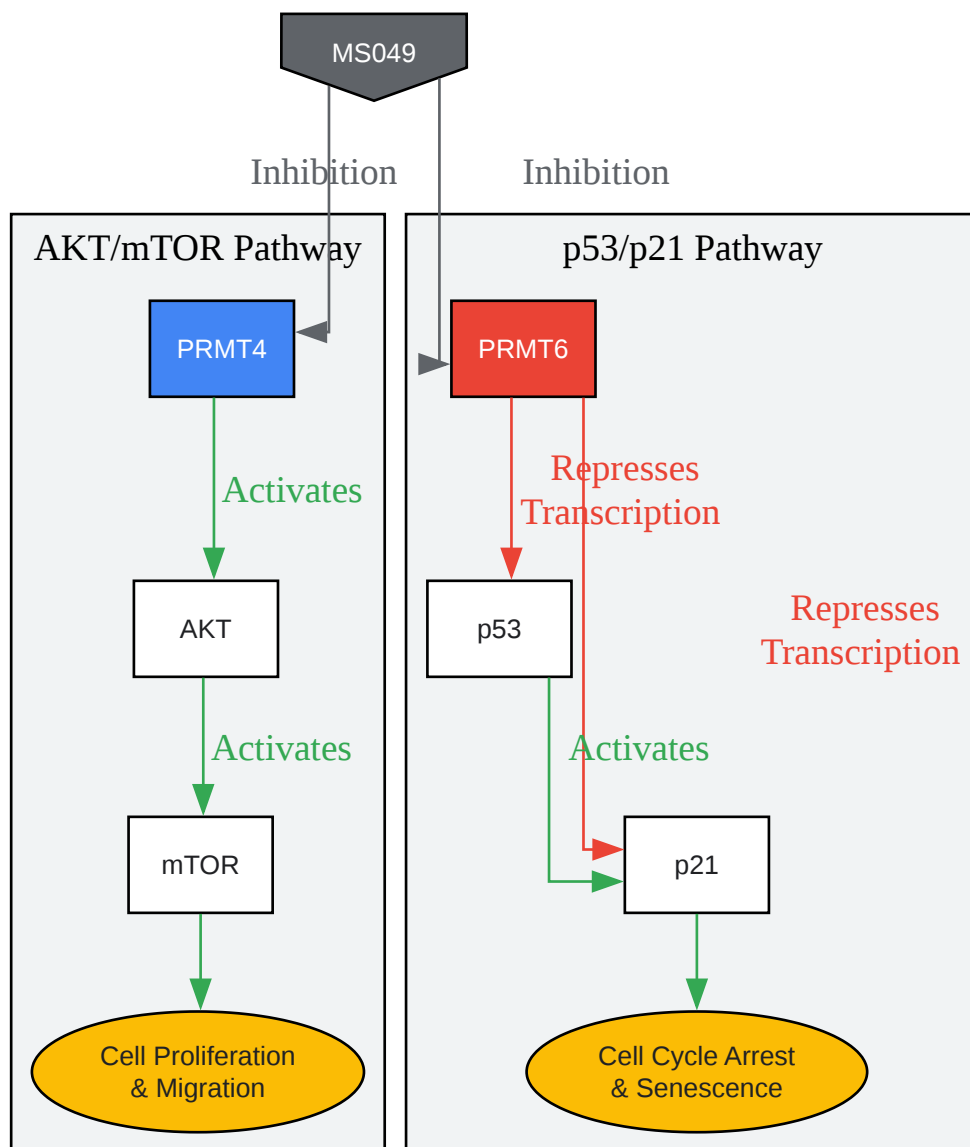 MS049
Inhibition
Inhibition
AKT/mTOR Pathway
p53/p21 Pathway
PRMT4
PRMT6
Activates
Represses
Transcription
AKT
p53
Represses
Transcription
Activates
Activates
mTOR
p21
Cell Proliferation
& Migration
Cell Cycle Arrest
& Senescence